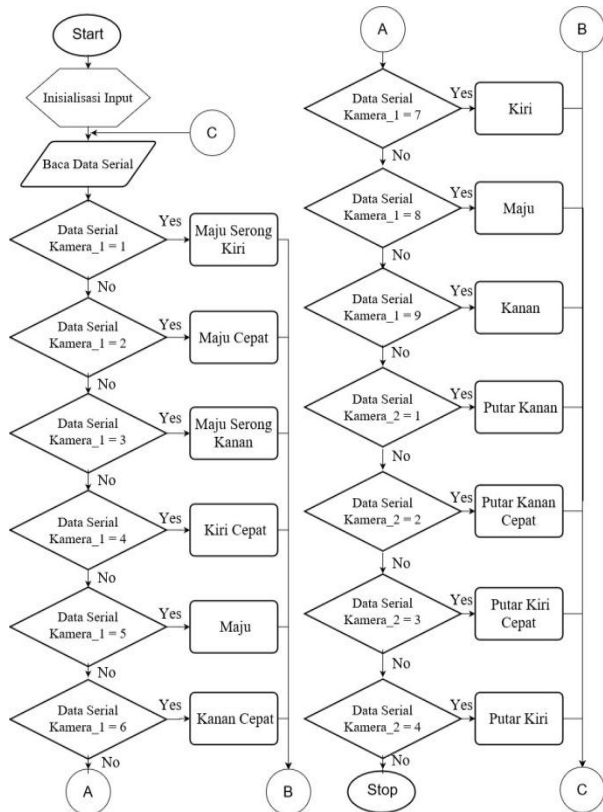 Start
Inisialisasi Input
C
Baca Data Serial
Data Serial
Kamera_1 = 1
Yes
Maju Serong
Kiri
No
Data Serial
Kamera_1 = 2
Yes
Maju Cepat
No
Data Serial
Kamera_1 = 3
Yes
Maju Serong
Kanan
No
Data Serial
Kamera_1 = 4
Yes
Kiri Cepat
No
Data Serial
Kamera_1 = 5
Yes
Maju
No
Data Serial
Kamera_1 = 6
Yes
Kanan Cepat
No
A
B
A
B
Data Serial
Kamera_1 = 7
Yes
Kiri
No
Data Serial
Kamera_1 = 8
Yes
Maju
No
Data Serial
Kamera_1 = 9
Yes
Kanan
No
Data Serial
Kamera_2 = 1
Yes
Putar Kanan
No
Data Serial
Kamera_2 = 2
Yes
Putar Kanan
Cepat
No
Data Serial
Kamera_2 = 3
Yes
Putar Kiri
Cepat
No
Data Serial
Kamera_2 = 4
Yes
Putar Kiri
No
Stop
C